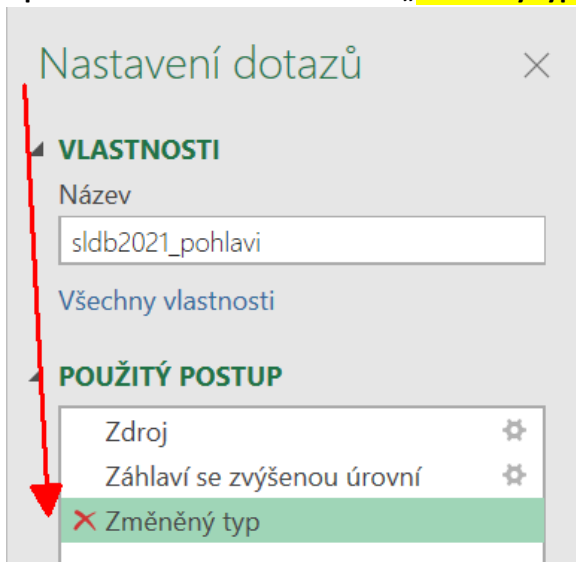 Nastavení dotazů
VLASTNOSTI
Název
sldb2021_pohlavi
Všechny vlastnosti
POUŽITÝ POSTUP
Zdroj
Záhlaví se zvýšenou úrovní
Změněný typ